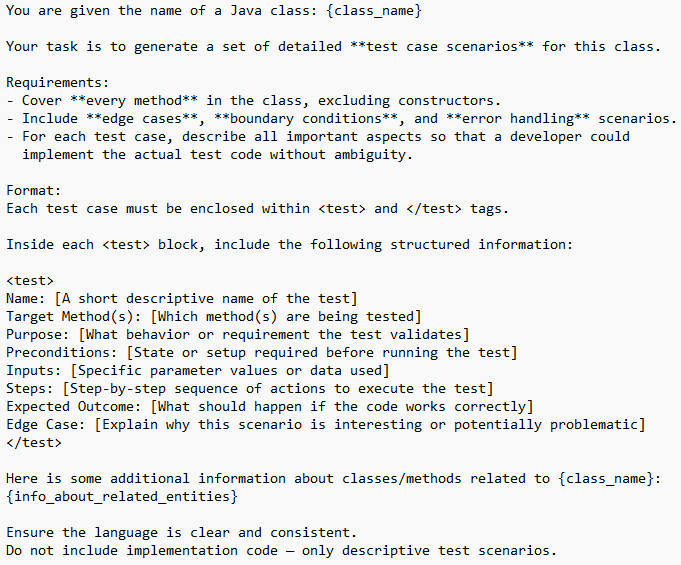 You are given the name of a Java class: {class_name}
Your task is to generate a set of detailed **test case scenarios** for this class.
Requirements:
- Cover **every method** in the class, excluding constructors.
- Include **edge cases**, **boundary conditions**, and **error handling** scenarios.
- For each test case, describe all important aspects so that a developer could
  implement the actual test code without ambiguity.
Format:
Each test case must be enclosed within <test> and </test> tags.
Inside each <test> block, include the following structured information:
<test>
Name: [A short descriptive name of the test]
Target Method(s): [Which method(s) are being tested]
Purpose: [What behavior or requirement the test validates]
Preconditions: [State or setup required before running the test]
Inputs: [Specific parameter values or data used]
Steps: [Step-by-step sequence of actions to execute the test]
Expected Outcome: [What should happen if the code works correctly]
Edge Case: [Explain why this scenario is interesting or potentially problematic]
</test>
Here is some additional information about classes/methods related to {class_name}:
{info_about_related_entities}
Ensure the language is clear and consistent.
Do not include implementation code — only descriptive test scenarios.